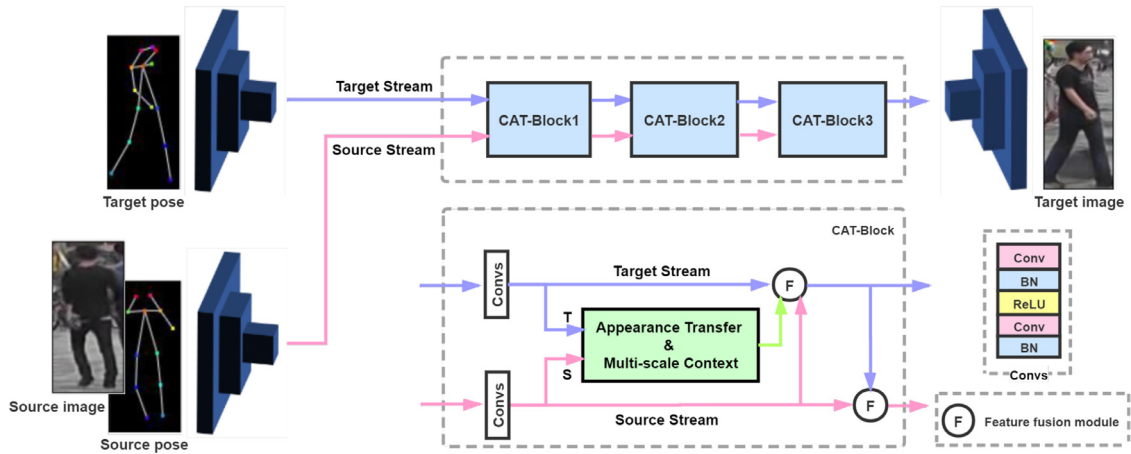 Target Stream
CAT-Block1
CAT-Block2
CAT-Block3
Source Stream
Target pose
Target image
CAT-Block
Convs
Target Stream
F
T
Appearance Transfer
&
Multi-scale Context
S
Convs
Source Stream
F
Conv
BN
ReLU
Conv
BN
Convs
Source image
Source pose
F
Feature fusion module